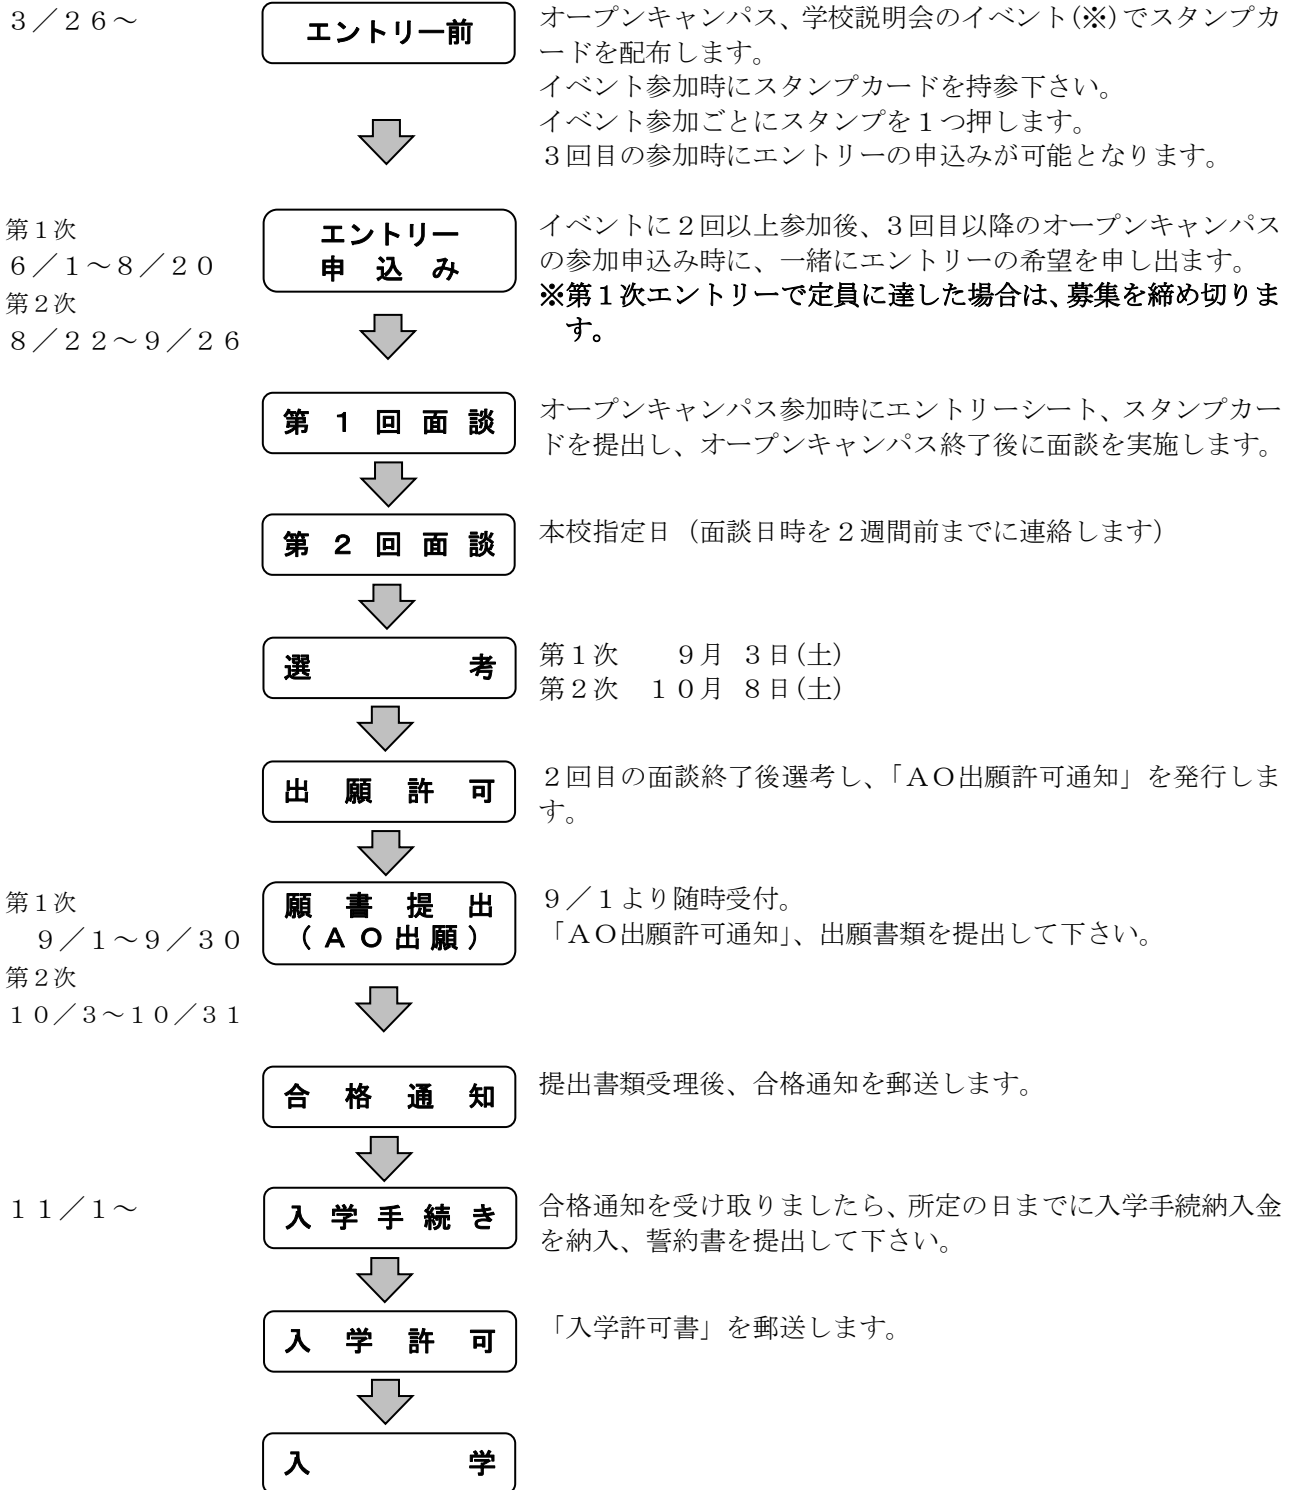 ３／２６～
エントリー前
オープンキャンパス、学校説明会のイベント(※)でスタンプカ
ードを配布します。
イベント参加時にスタンプカードを持参下さい。
イベント参加ごとにスタンプを１つ押します。
３回目の参加時にエントリーの申込みが可能となります。
第１次
６／１～８／２０
第２次
８／２２～９／２６
エントリー
申 込 み
イベントに２回以上参加後、３回目以降のオープンキャンパス
の参加申込み時に、一緒にエントリーの希望を申し出ます。
※第１次エントリーで定員に達した場合は、募集を締め切りま
す。
第 １ 回 面 談
オープンキャンパス参加時にエントリーシート、スタンプカー
ドを提出し、オープンキャンパス終了後に面談を実施します。
第 ２ 回 面 談
本校指定日（面談日時を２週間前までに連絡します）
選 考
第１次 ９月 ３日(土)
第２次 １０月 ８日(土)
出 願 許 可
２回目の面談終了後選考し、「ＡＯ出願許可通知」を発行しま
す。
第１次
９／１～９／３０
第２次
１０／３～１０／３１
願 書 提 出
（ＡＯ出願）
９／１より随時受付。
「ＡＯ出願許可通知」、出願書類を提出して下さい。
合 格 通 知
提出書類受理後、合格通知を郵送します。
１１／１～
入 学 手 続 き
合格通知を受け取りましたら、所定の日までに入学手続納入金
を納入、誓約書を提出して下さい。
入 学 許 可
「入学許可書」を郵送します。
入 学